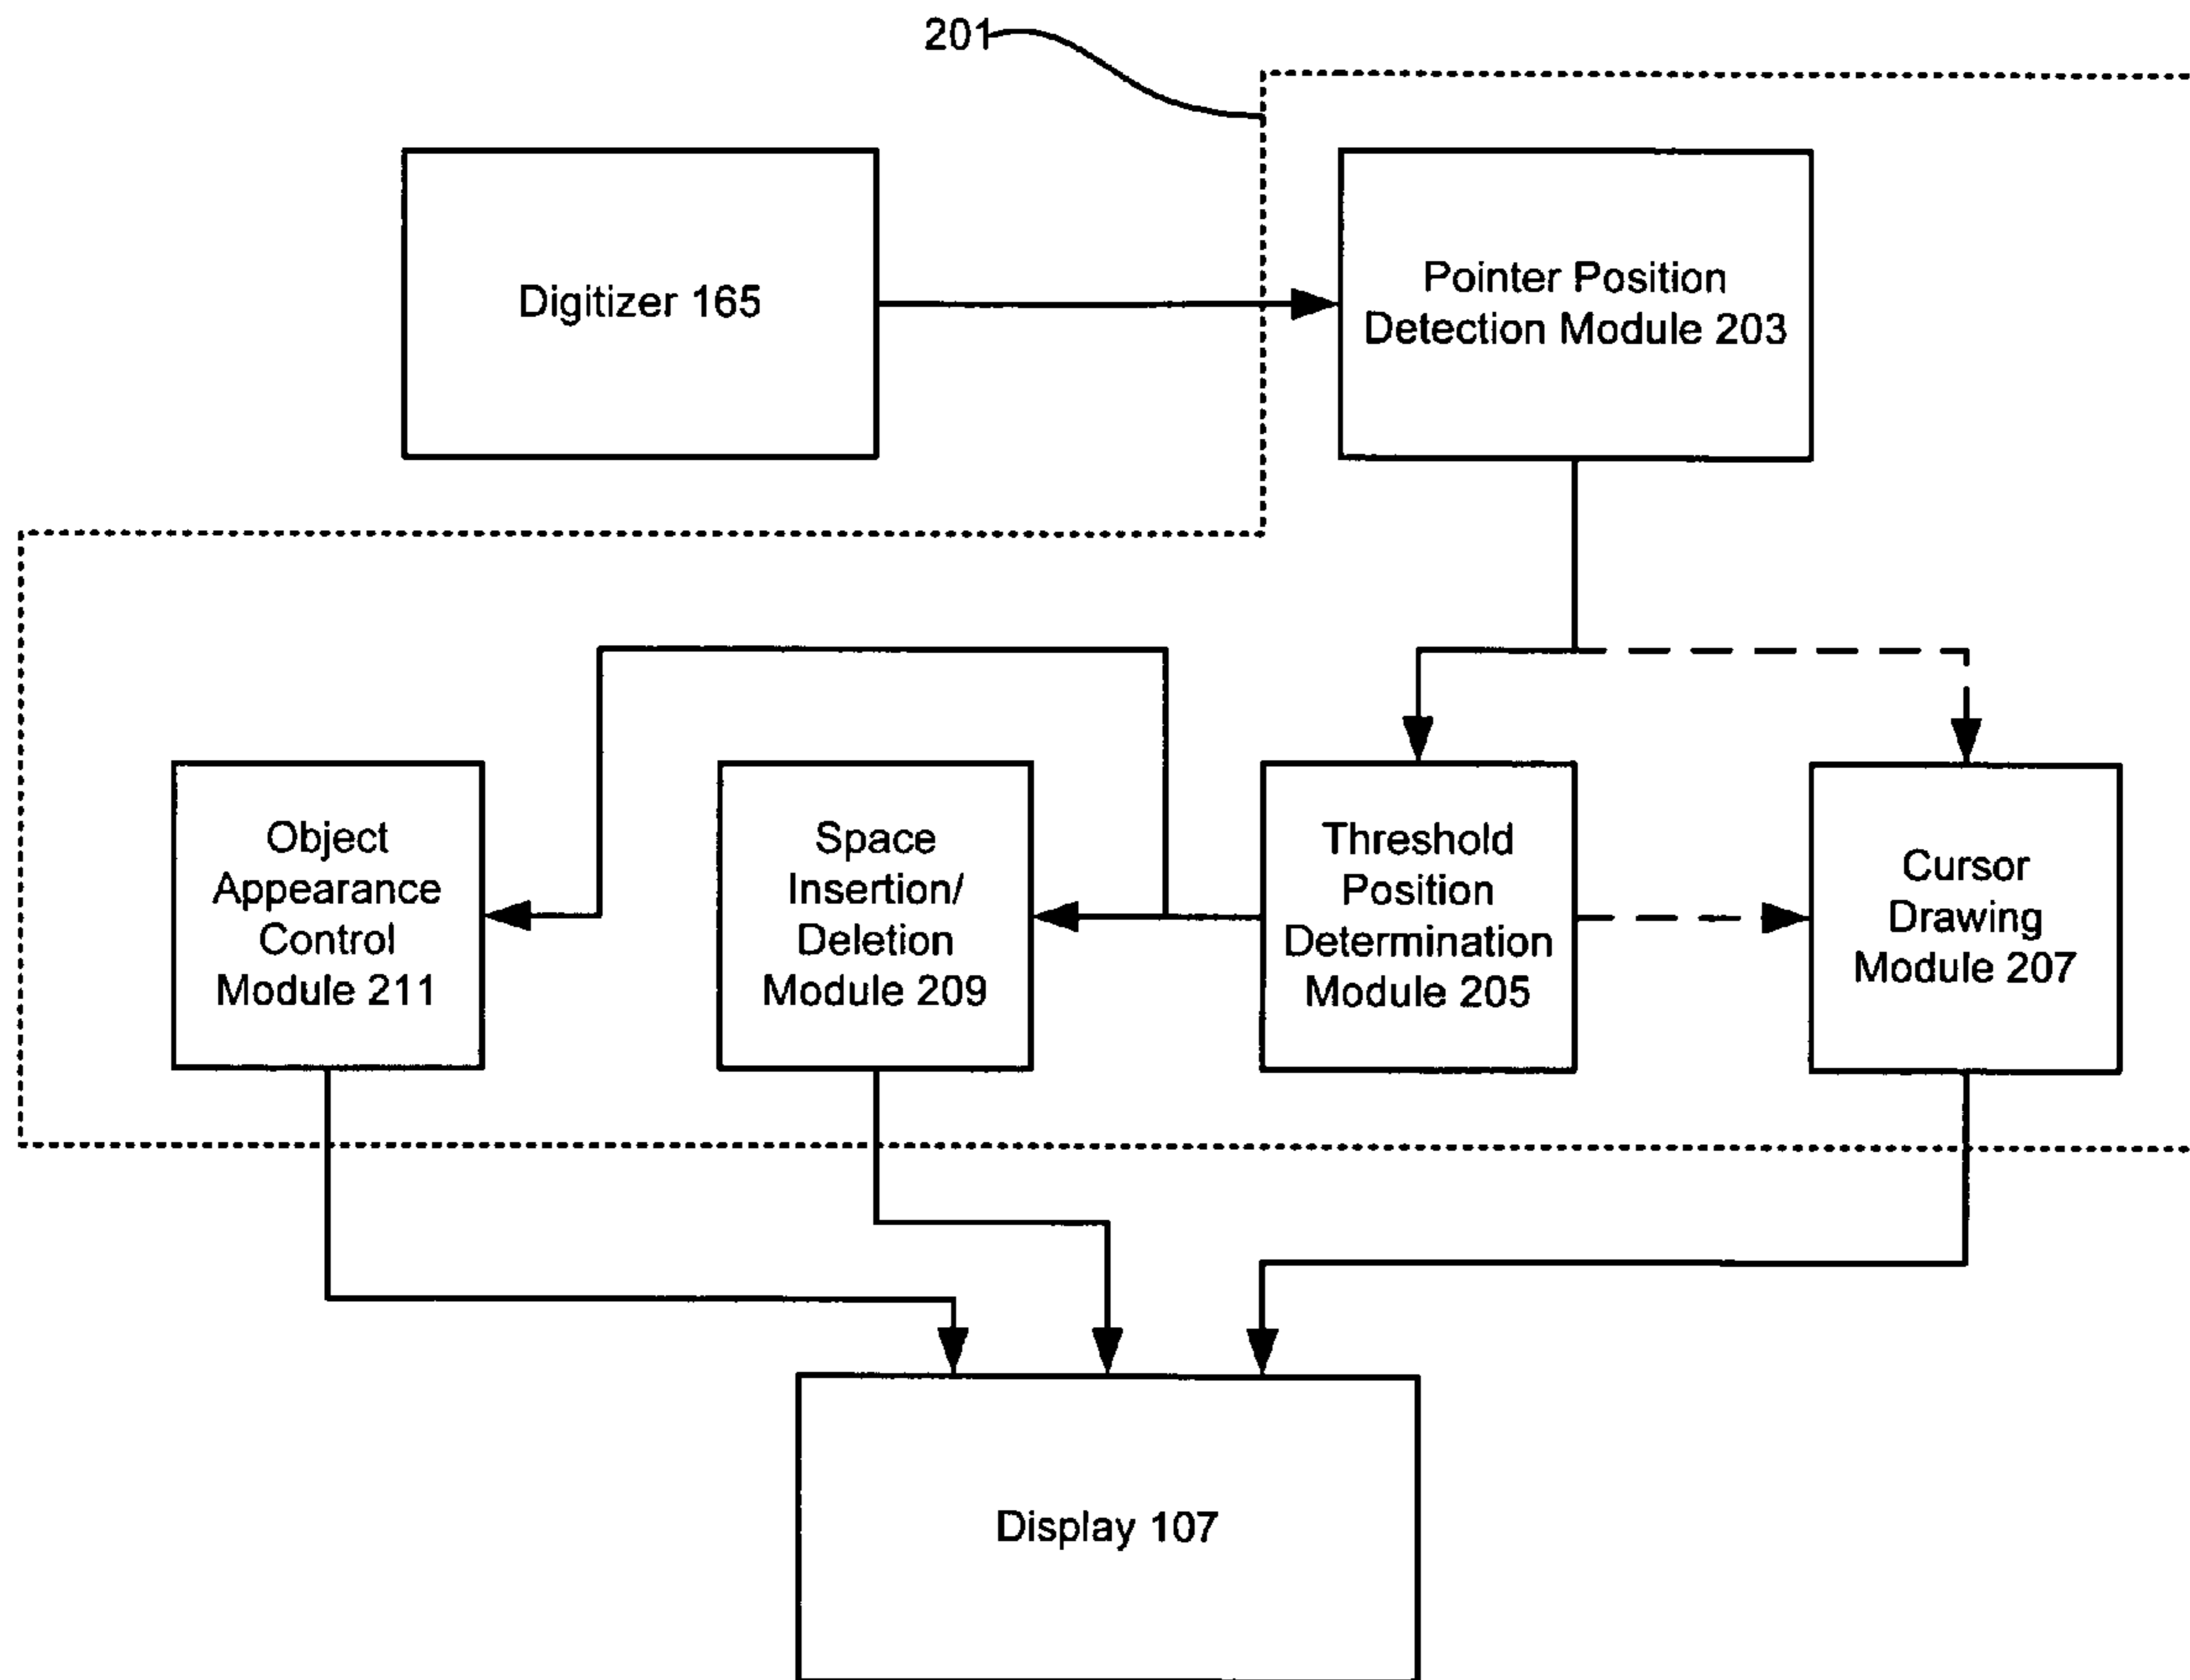 201
Digitizer 165
Pointer Position
Detection Module 203
Object
Appearance
Control
Module 211
Space
Insertion/
Deletion
Module 209
Threshold
Position
Determination
Module 205
Cursor
Drawing
Module 207
Display 107